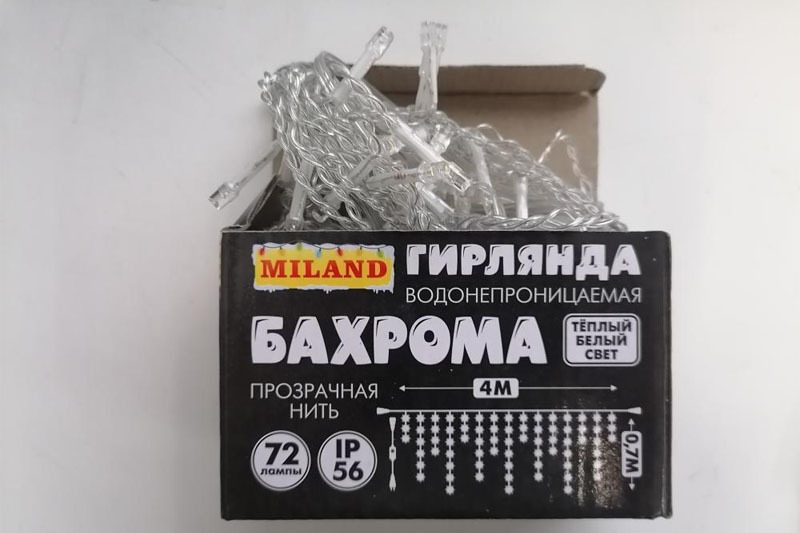 MILAND
ГИРЛЯНДА
ВОДОНЕПРОНИЦАЕМАЯ
БАХРОМА
ТЁПЛЫЙ
БЕЛЫЙ
СВЕТ
ПРОЗРАЧНАЯ
НИТЬ
4М
0,7М
72
ЛАМПЫ
IP
56